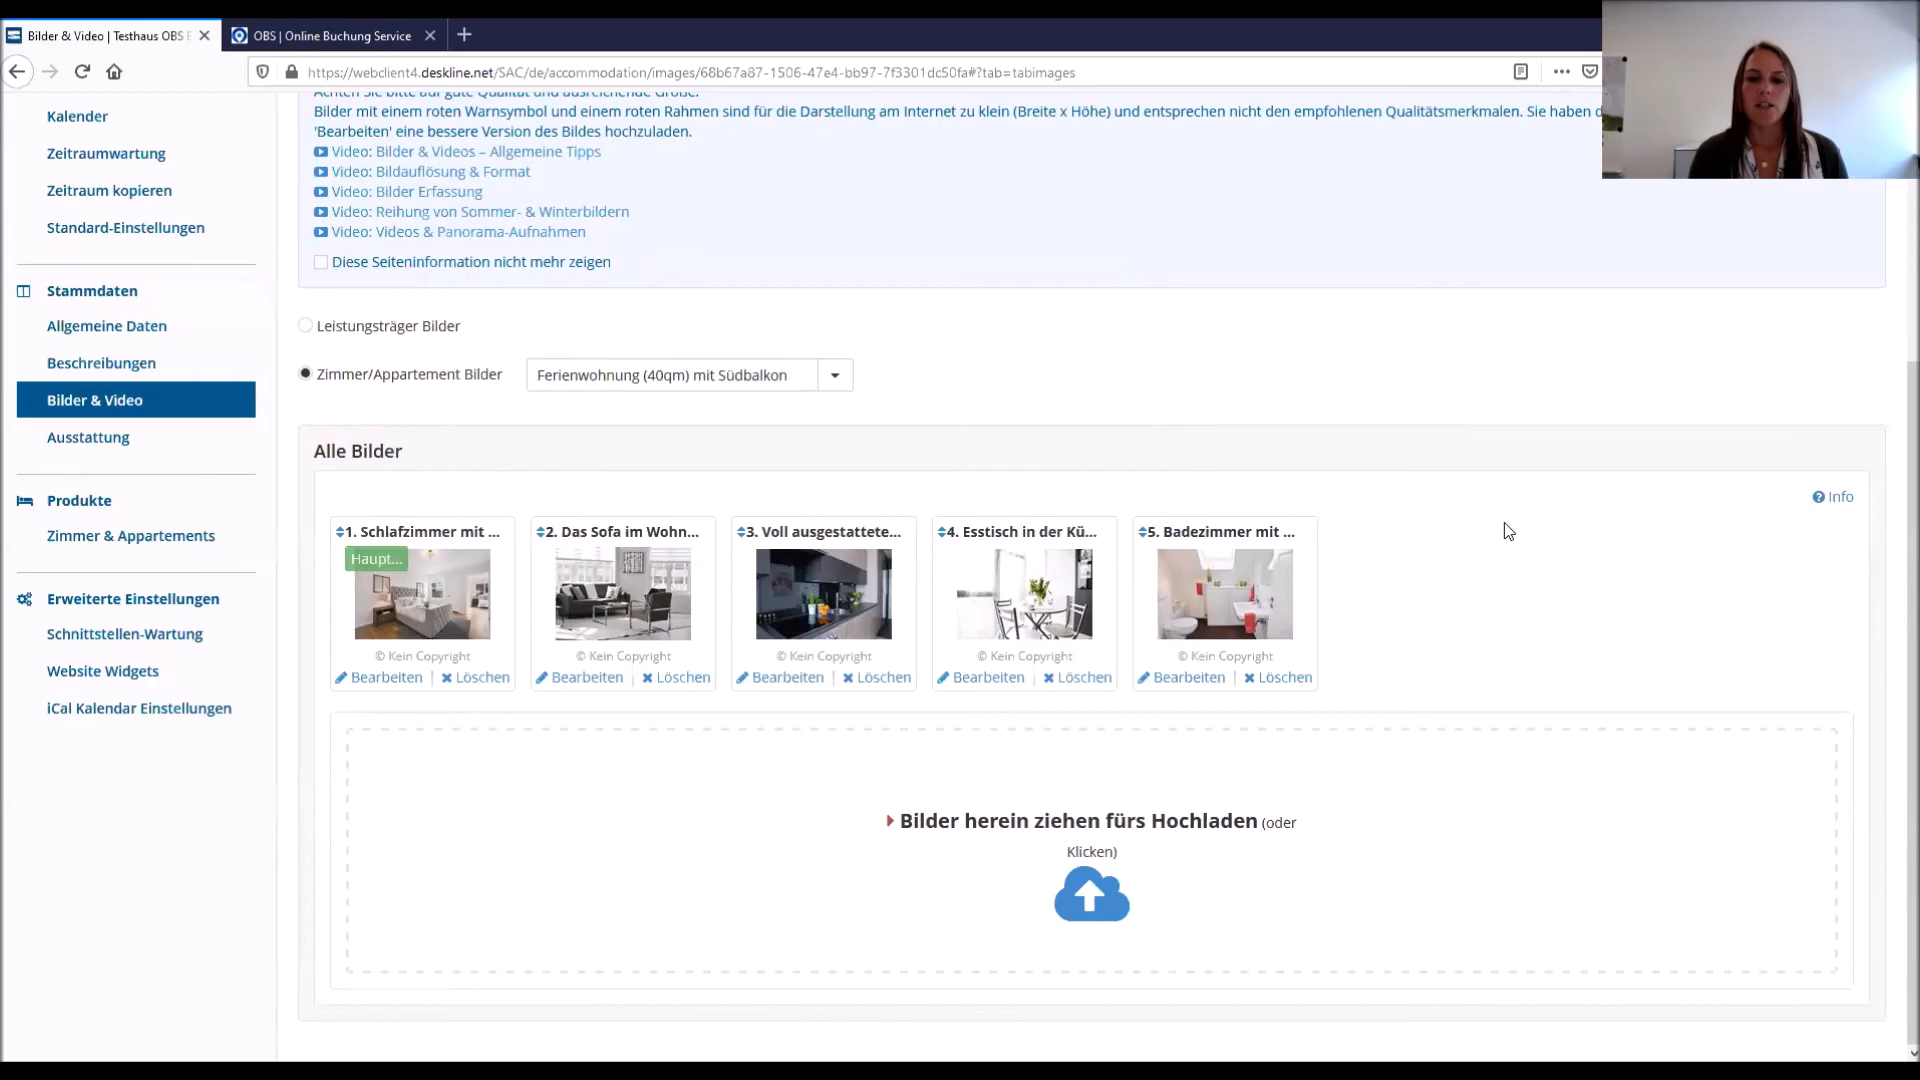 Bilder & Video | Testhaus OBS E
OBS | Online Buchung Service
https://webclient4.deskline.net/SAC/de/accommodation/images/68b67a87-1506-47e4-bb97-7f3301dc50fa#?tab=tabimages
Kalender
Zeitraumwartung
Zeitraum kopieren
Standard-Einstellungen
Stammdaten
Allgemeine Daten
Beschreibungen
Bilder & Video
Ausstattung
Produkte
Zimmer & Appartements
Erweiterte Einstellungen
Schnittstellen-Wartung
Website Widgets
iCal Kalendar Einstellungen
Achten Sie bitte auf gute Qualität und ausreichende Größe.
Bilder mit einem roten Warnsymbol und einem roten Rahmen sind für die Darstellung am Internet zu klein (Breite x Höhe) und entsprechen nicht den empfohlenen Qualitätsmerkmalen. Sie haben d
'Bearbeiten' eine bessere Version des Bildes hochzuladen.
Video: Bilder & Videos – Allgemeine Tipps
Video: Bildauflösung & Format
Video: Bilder Erfassung
Video: Reihung von Sommer- & Winterbildern
Video: Videos & Panorama-Aufnahmen
Diese Seiteninformation nicht mehr zeigen
Leistungsträger Bilder
Zimmer/Appartement Bilder
Ferienwohnung (40qm) mit Südbalkon
Alle Bilder
Info
1. Schlafzimmer mit ...
Haupt...
© Kein Copyright
Bearbeiten | Löschen
2. Das Sofa im Wohn...
© Kein Copyright
Bearbeiten | Löschen
3. Voll ausgestattete...
© Kein Copyright
Bearbeiten | Löschen
4. Esstisch in der Kü...
© Kein Copyright
Bearbeiten | Löschen
5. Badezimmer mit ...
© Kein Copyright
Bearbeiten | Löschen
Bilder herein ziehen fürs Hochladen (oder
Klicken)